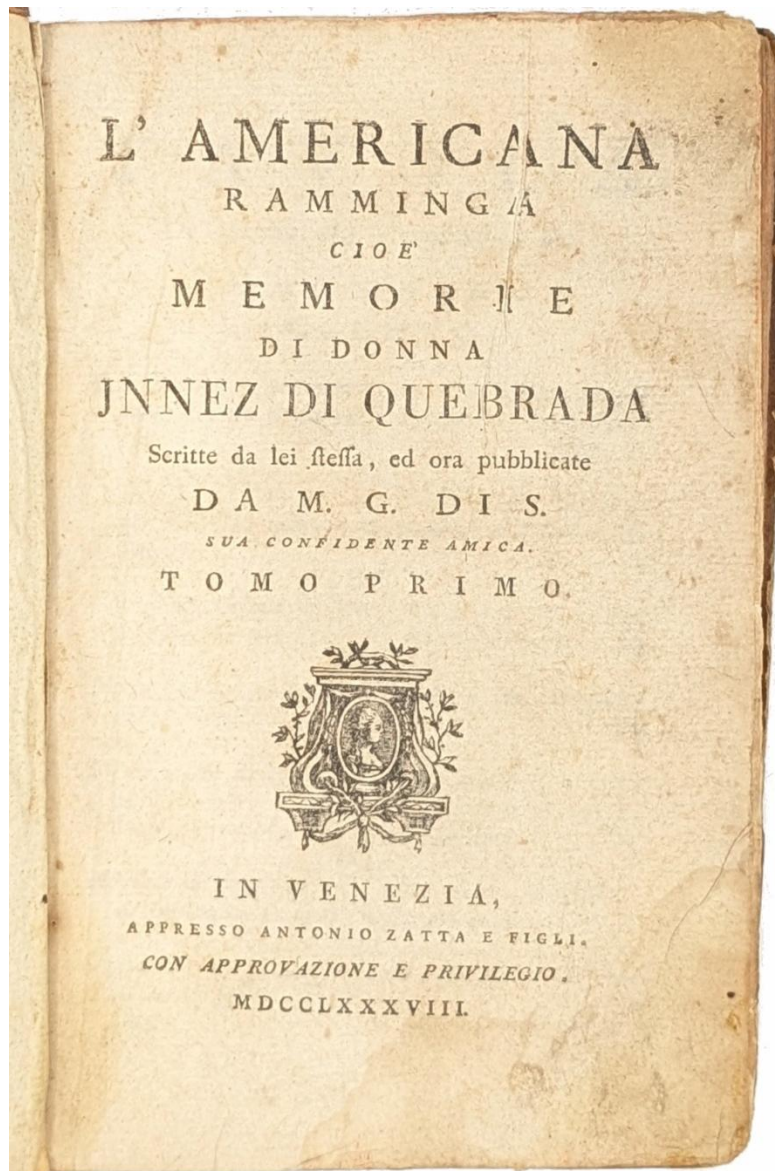 L' AMERICANA
RAMMINGA
CIOE'
MEMORIE
DI DONNA
JNNEZ DI QUEBRADA
Scritte da lei ſteſſa, ed ora pubblicate
DA M. G. DI S.
SUA CONFIDENTE AMICA.
TOMO PRIMO.
IN VENEZIA,
APPRESSO ANTONIO ZATTA E FIGLI.
CON APPROVAZIONE E PRIVILEGIO.
MDCCLXXXVIII.